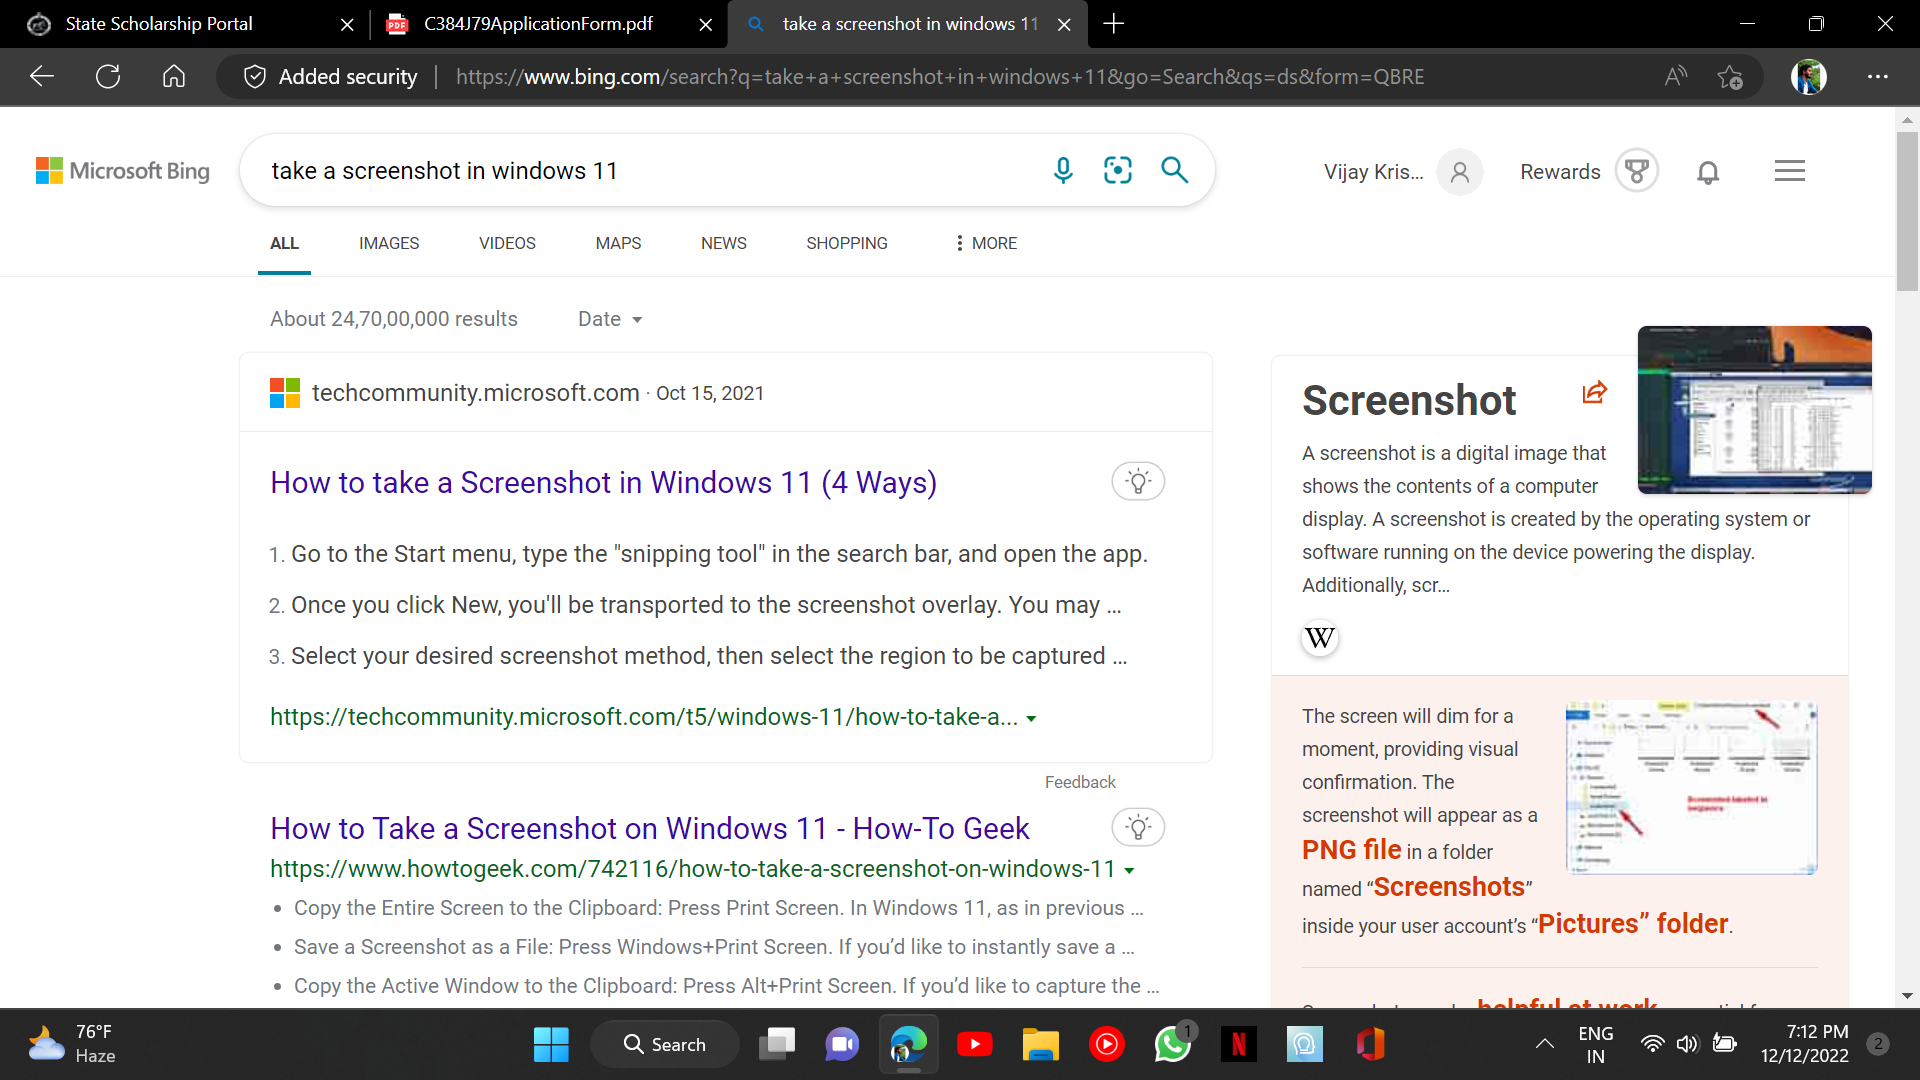 State Scholarship Portal
C384J79ApplicationForm.pdf
take a screenshot in windows 11
Added security
https://www.bing.com/search?q=take+a+screenshot+in+windows+11&go=Search&qs=ds&form=QBRE
Microsoft Bing
take a screenshot in windows 11
Vijay Kris...
Rewards
ALL
IMAGES
VIDEOS
MAPS
NEWS
SHOPPING
MORE
About 24,70,00,000 results
Date
techcommunity.microsoft.com · Oct 15, 2021
How to take a Screenshot in Windows 11 (4 Ways)
1. Go to the Start menu, type the "snipping tool" in the search bar, and open the app.
2. Once you click New, you'll be transported to the screenshot overlay. You may ...
3. Select your desired screenshot method, then select the region to be captured ...
https://techcommunity.microsoft.com/t5/windows-11/how-to-take-a...
Feedback
How to Take a Screenshot on Windows 11 - How-To Geek
https://www.howtogeek.com/742116/how-to-take-a-screenshot-on-windows-11
• Copy the Entire Screen to the Clipboard: Press Print Screen. In Windows 11, as in previous ...
• Save a Screenshot as a File: Press Windows+Print Screen. If you’d like to instantly save a ...
• Copy the Active Window to the Clipboard: Press Alt+Print Screen. If you’d like to capture the ...
Screenshot
A screenshot is a digital image that
shows the contents of a computer
display. A screenshot is created by the operating system or
software running on the device powering the display.
Additionally, scr...
W
The screen will dim for a
moment, providing visual
confirmation. The
screenshot will appear as a
PNG file in a folder
named “Screenshots”
inside your user account’s “Pictures” folder.
helpful at work
76°F
Haze
Search
1
N
ENG
IN
7:12 PM
12/12/2022
2